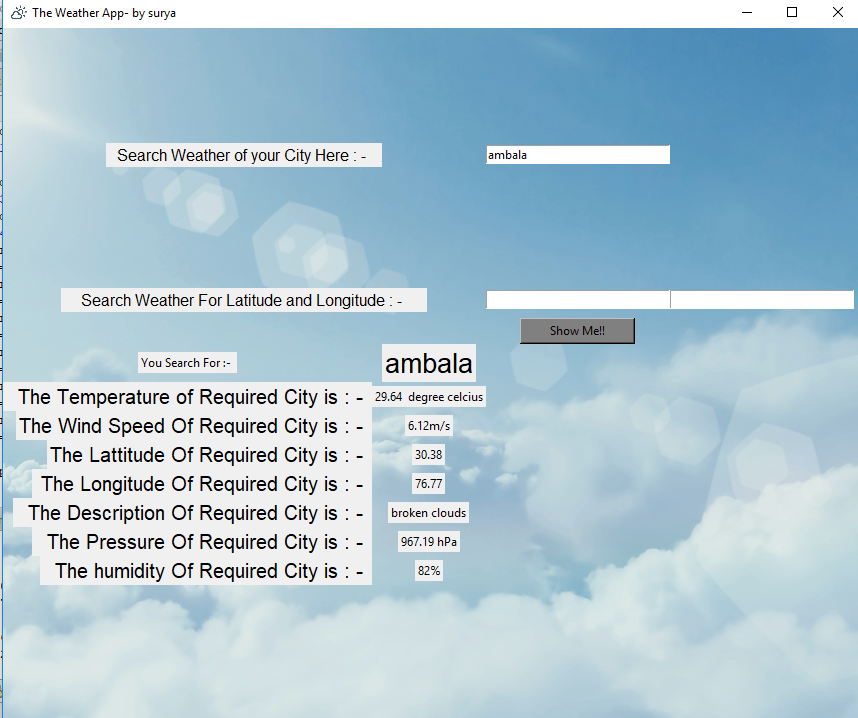 The Weather App- by surya
Search Weather of your City Here : -
ambala
Search Weather For Latitude and Longitude : -
Show Me!!
You Search For :-
ambala
The Temperature of Required City is : - 29.64  degree celcius
The Wind Speed Of Required City is : - 6.12m/s
The Lattitude Of Required City is : - 30.38
The Longitude Of Required City is : - 76.77
The Description Of Required City is : - broken clouds
The Pressure Of Required City is : - 967.19 hPa
The humidity Of Required City is : - 82%